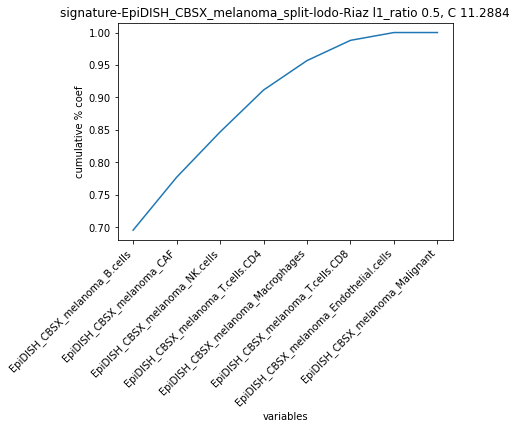 signature-EpiDISH_CBSX_melanoma_split-lodo-Riaz l1_ratio 0.5, C 11.2884
cumulative % coef
1.00
0.95
0.90
0.85
0.80
0.75
0.70
EpiDISH_CBSX_melanoma_B.cells
EpiDISH_CBSX_melanoma_CAF
EpiDISH_CBSX_melanoma_NK.cells
EpiDISH_CBSX_melanoma_T.cells.CD4
EpiDISH_CBSX_melanoma_Macrophages
EpiDISH_CBSX_melanoma_T.cells.CD8
EpiDISH_CBSX_melanoma_Endothelial.cells
EpiDISH_CBSX_melanoma_Malignant
variables